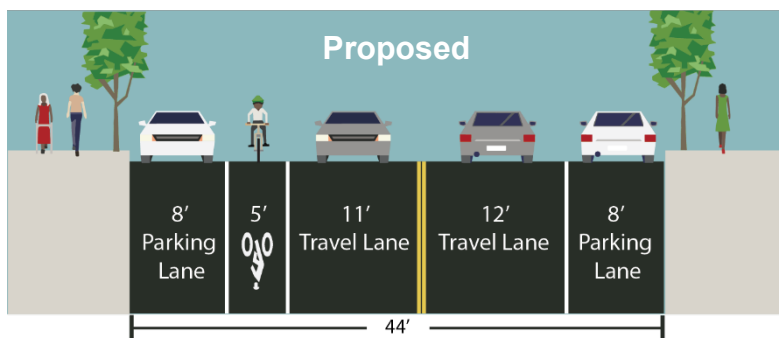 Proposed
8'
Parking
Lane
5'
11'
Travel Lane
12'
Travel Lane
8'
Parking
Lane
44'